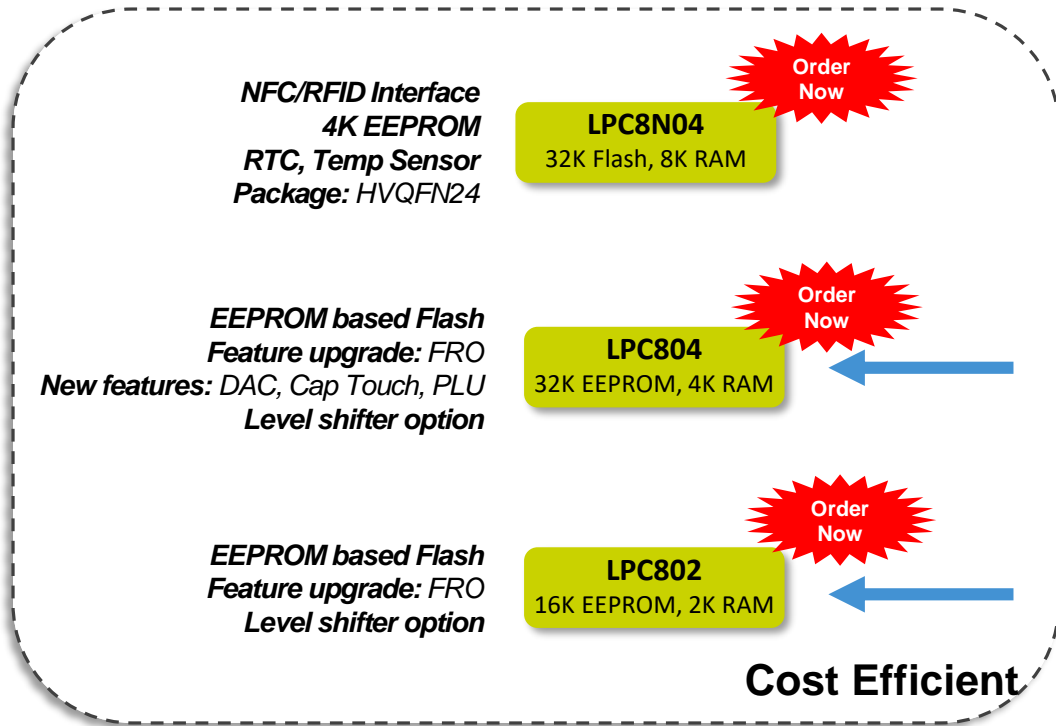 NFC/RFID Interface
4K EEPROM
RTC, Temp Sensor
Package: HVQFN24
LPC8N04
32K Flash, 8K RAM
Order
Now
EEPROM based Flash
Feature upgrade: FRO
New features: DAC, Cap Touch, PLU
Level shifter option
LPC804
32K EEPROM, 4K RAM
Order
Now
EEPROM based Flash
Feature upgrade: FRO
Level shifter option
LPC802
16K EEPROM, 2K RAM
Order
Now
Cost Efficient